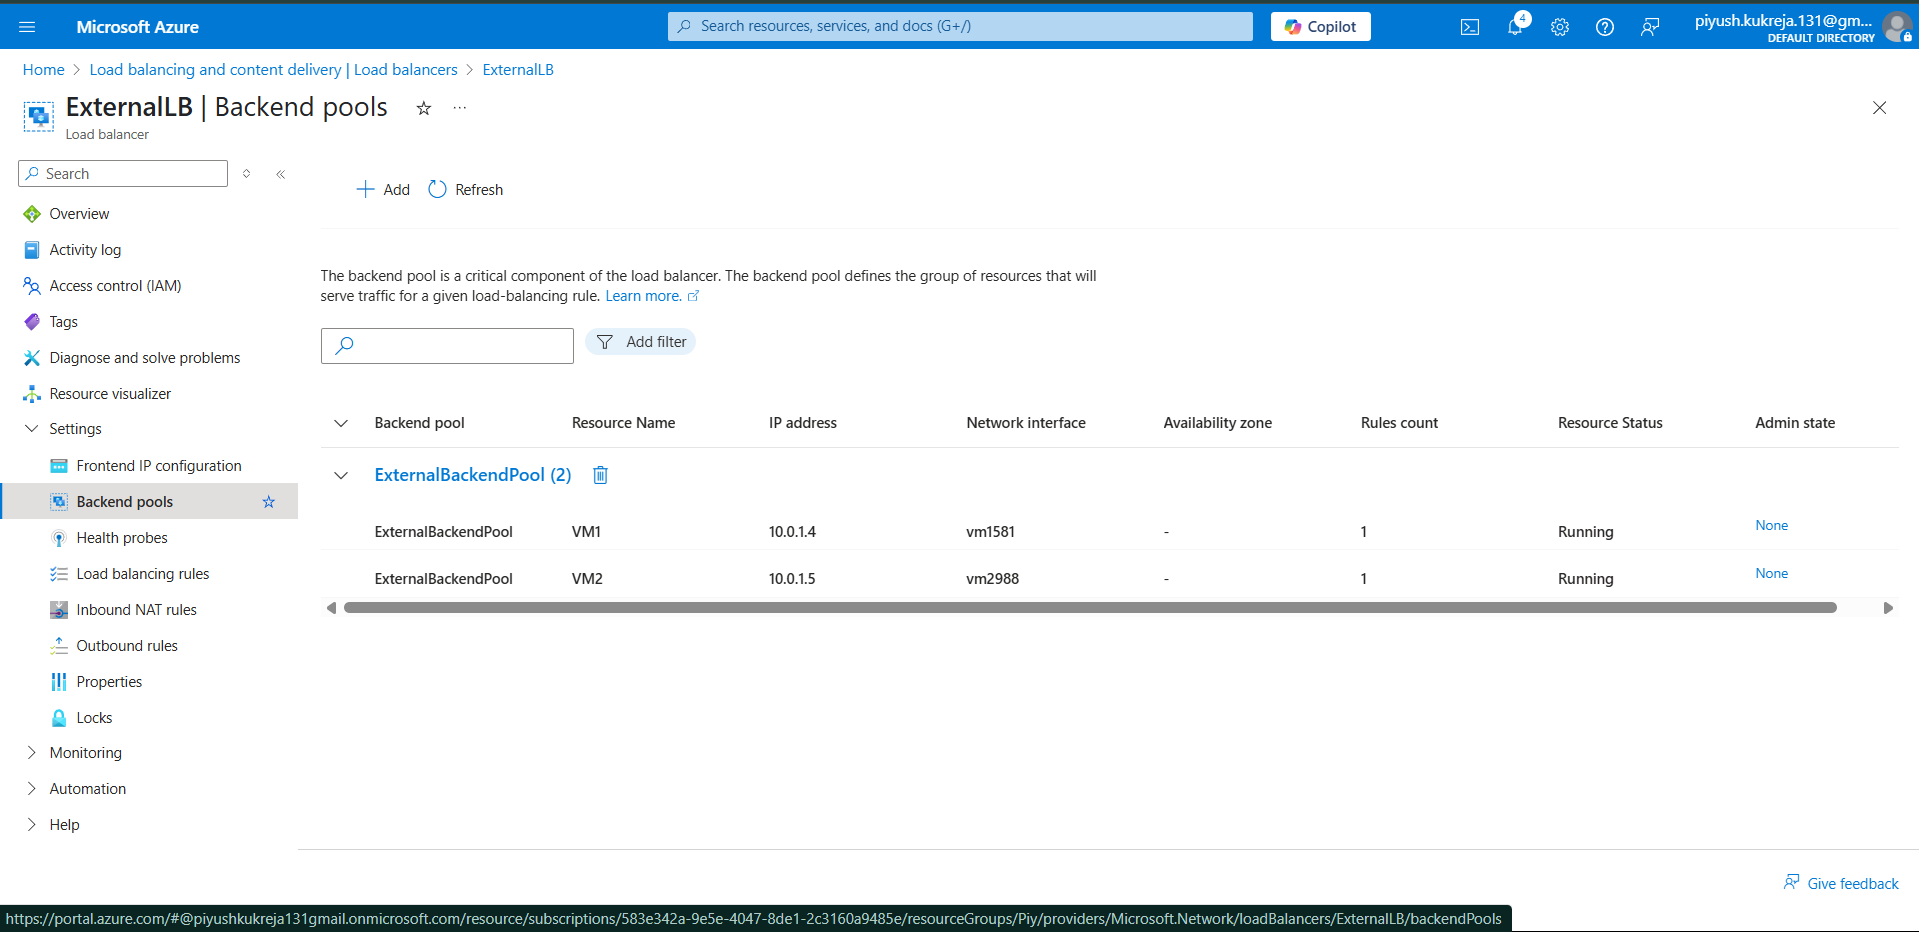 Microsoft Azure
Search resources, services, and docs (G+/)
Copilot
4
piyush.kukreja.131@gm...
DEFAULT DIRECTORY
Home > Load balancing and content delivery | Load balancers > ExternalLB
ExternalLB | Backend pools
Load balancer
Search
Add
Refresh
Overview
Activity log
Access control (IAM)
Tags
Diagnose and solve problems
Resource visualizer
Settings
Frontend IP configuration
Backend pools
Health probes
Load balancing rules
Inbound NAT rules
Outbound rules
Properties
Locks
Monitoring
Automation
Help
The backend pool is a critical component of the load balancer. The backend pool defines the group of resources that will
serve traffic for a given load-balancing rule. Learn more.
Add filter
Backend pool Resource Name IP address Network interface Availability zone Rules count Resource Status Admin state
ExternalBackendPool (2)
ExternalBackendPool VM1 10.0.1.4 vm1581 - 1 Running None
ExternalBackendPool VM2 10.0.1.5 vm2988 - 1 Running None
Give feedback
https://portal.azure.com/#@piyushkukreja131gmail.onmicrosoft.com/resource/subscriptions/583e342a-9e5e-4047-8de1-2c3160a9485e/resourceGroups/Piy/providers/Microsoft.Network/loadBalancers/ExternalLB/backendPools